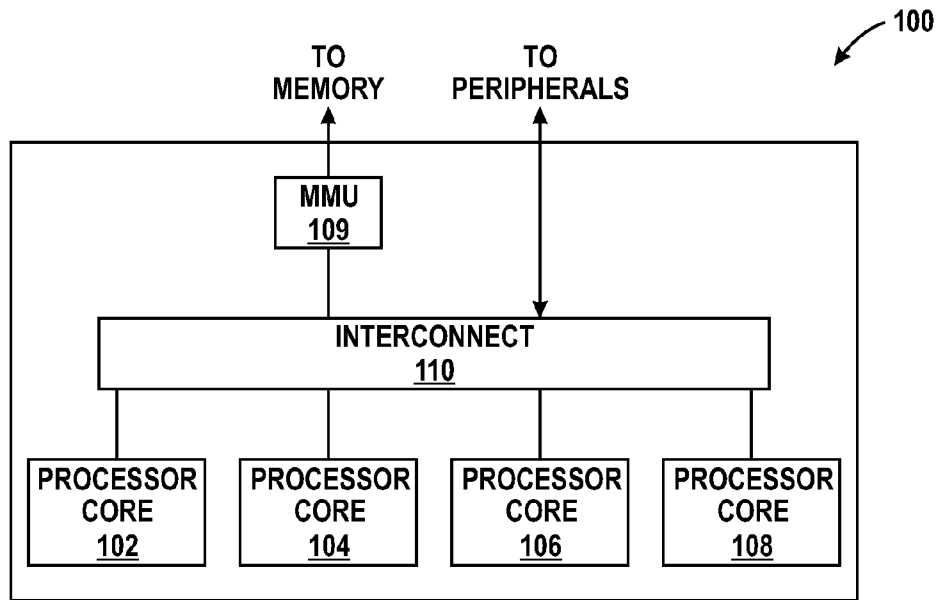 100
TO
MEMORY
TO
PERIPHERALS
MMU
109
INTERCONNECT
110
PROCESSOR
CORE
102
PROCESSOR
CORE
104
PROCESSOR
CORE
106
PROCESSOR
CORE
108